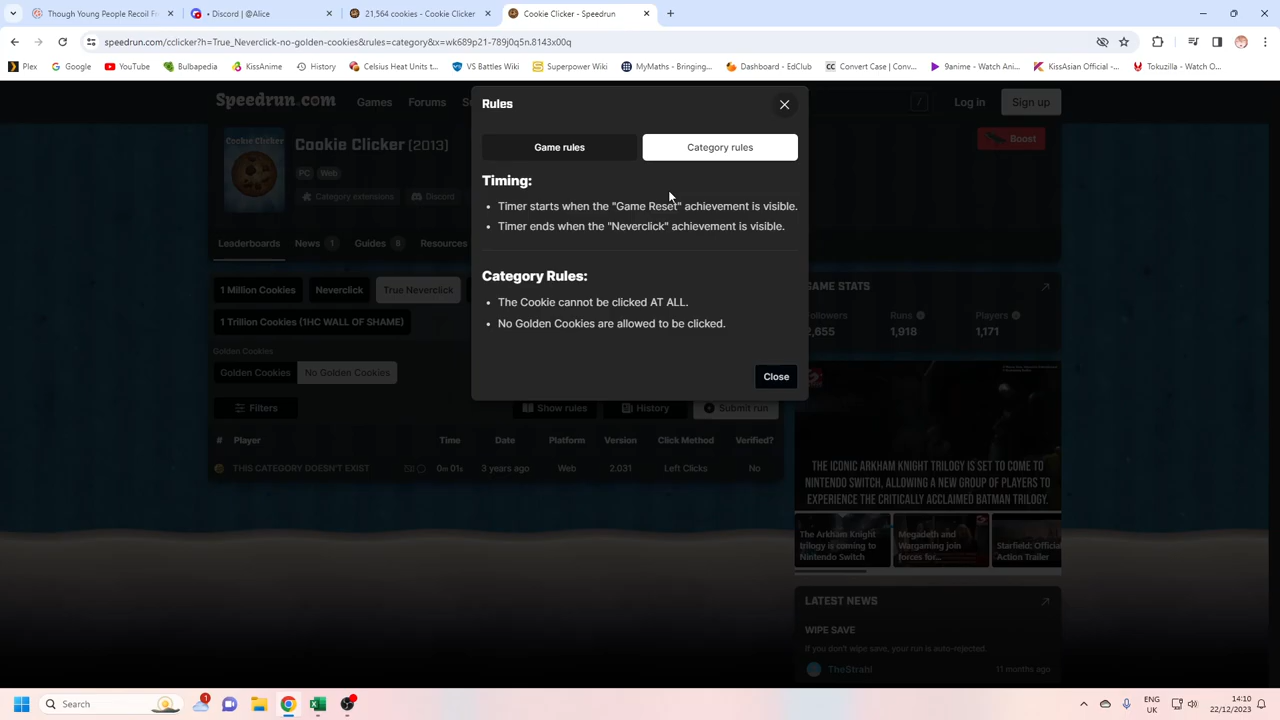 Though Young People Recoil Fr
Discord | @Alice
21,564 cookies - Cookie Clicker
Cookie Clicker - Speedrun
speedrun.com/cclicker?h=True_Neverclick-no-golden-cookies&rules=category&x=wk689p21-789j0q5n.8143x00q
Plex
Google
YouTube
Bulbapedia
KissAnime
History
Celsius Heat Units t...
VS Battles Wiki
Superpower Wiki
MyMaths - Bringing...
Dashboard - EdClub
Convert Case | Conv...
9anime - Watch Ani...
KissAsian Official -...
Tokuzilla - Watch O...
Speedrun.com
Games
Forums
/
Log in
Sign up
Rules
Game rules
Category rules
Timing:
Timer starts when the "Game Reset" achievement is visible.
Timer ends when the "Neverclick" achievement is visible.
Category Rules:
The Cookie cannot be clicked AT ALL.
No Golden Cookies are allowed to be clicked.
Close
Cookie Clicker
Cookie Clicker (2013)
PC
Web
Category extensions
Discord
Boost
Leaderboards
News 1
Guides 8
Resources
1 Million Cookies
Neverclick
True Neverclick
1 Trillion Cookies (1HC WALL OF SHAME)
Golden Cookies
Golden Cookies
No Golden Cookies
Filters
Show rules
History
Submit run
# Player Time Date Platform Version Click Method Verified?
THIS CATEGORY DOESN'T EXIST 0m 01s 3 years ago Web 2.031 Left Clicks No
GAME STATS
Followers
Runs
Players
2,655
1,918
1,171
THE ICONIC ARKHAM KNIGHT TRILOGY IS SET TO COME TO
NINTENDO SWITCH, ALLOWING A NEW GROUP OF PLAYERS TO
EXPERIENCE THE CRITICALLY ACCLAIMED BATMAN TRILOGY.
The Arkham Knight
trilogy is coming to
Nintendo Switch
Megadeth and
Wargaming join
forces for...
Starfield: Official
Action Trailer
LATEST NEWS
WIPE SAVE
If you don't wipe save, your run is auto-rejected.
TheStrahl
11 months ago
Search
1
ENG
UK
14:10
22/12/2023